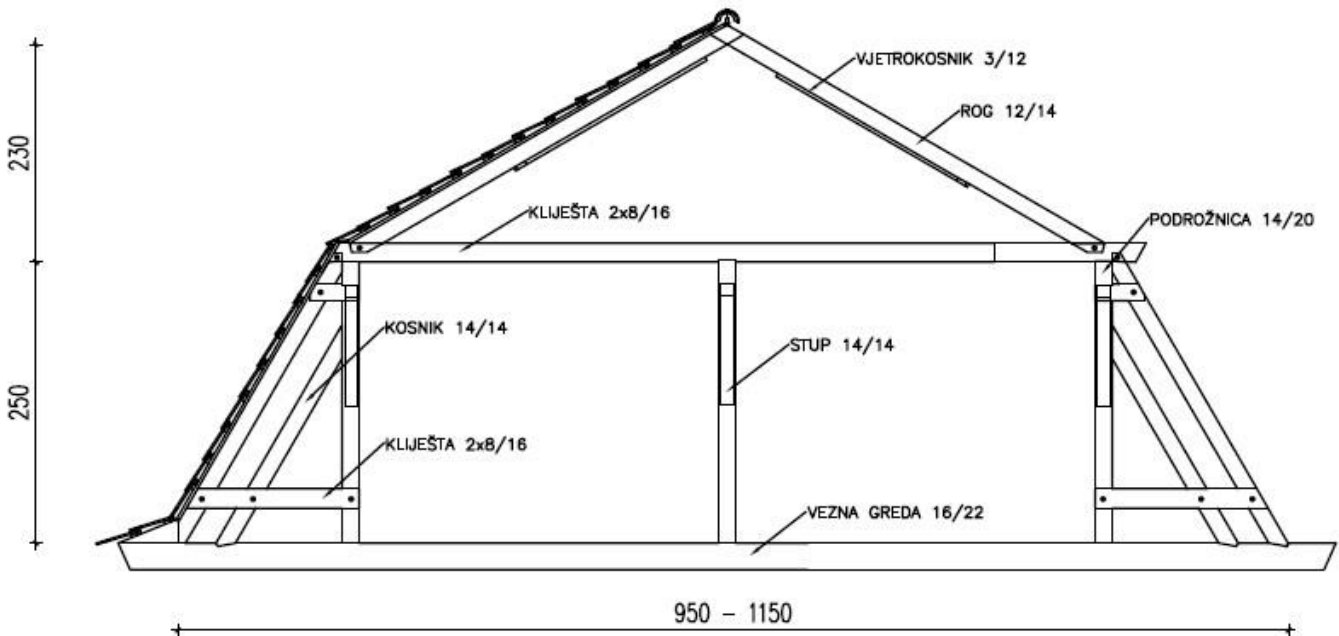 VJETROKOSNIK 3/12
ROG 12/14
230
KLIJEŠTA 2x8/16
PODROŽNICA 14/20
KOSNIK 14/14
STUP 14/14
250
KLIJEŠTA 2x8/16
VEZNA GREDA 16/22
950 – 1150